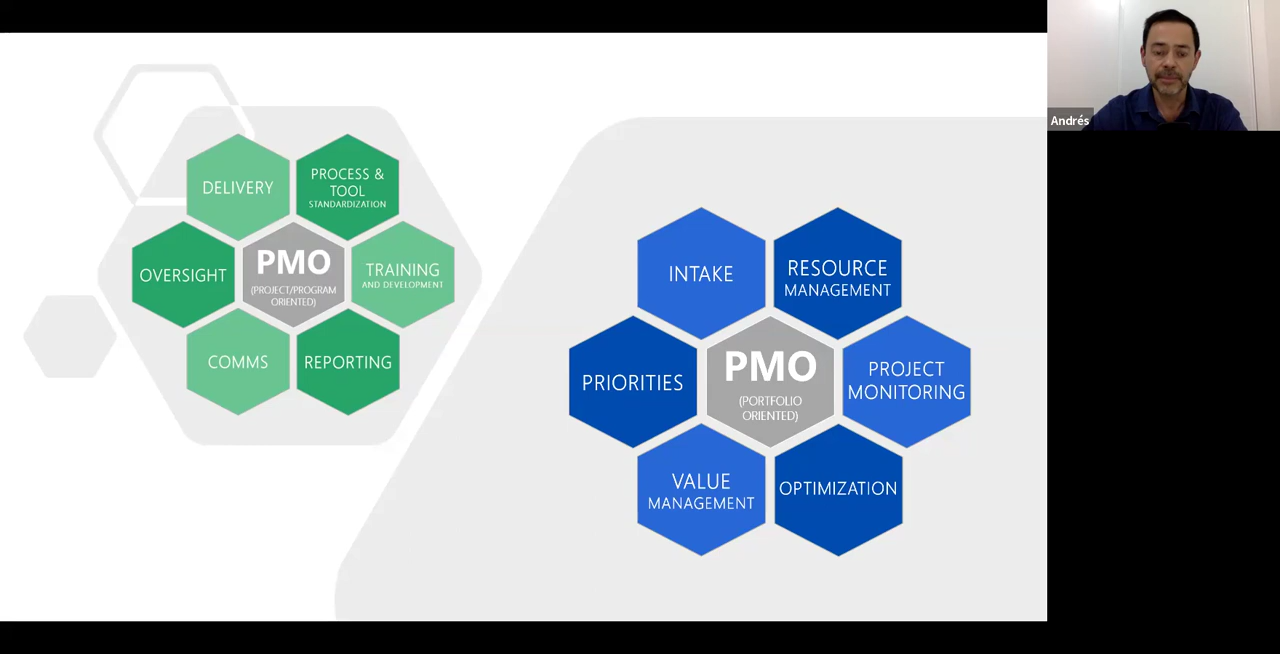 DELIVERY
PROCESS &
TOOL
STANDARDIZATION
OVERSIGHT
PMO
(PROJECT/PROGRAM
ORIENTED)
TRAINING
AND DEVELOPMENT
COMMS
REPORTING
INTAKE
RESOURCE
MANAGEMENT
PRIORITIES
PMO
(PORTFOLIO
ORIENTED)
PROJECT
MONITORING
VALUE
MANAGEMENT
OPTIMIZATION
Andrés